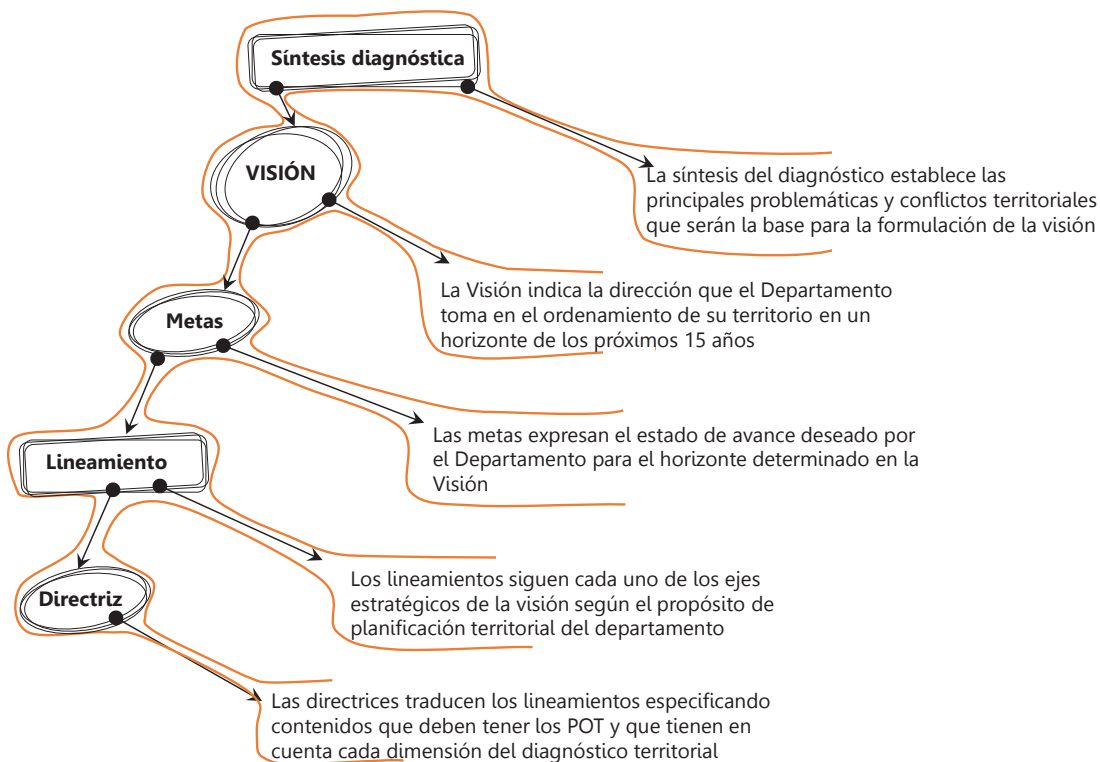 Síntesis diagnóstica
VISIÓN
La síntesis del diagnóstico establece las
principales problemáticas y conflictos territoriales
que serán la base para la formulación de la visión
La Visión indica la dirección que el Departamento
toma en el ordenamiento de su territorio en un
horizonte de los próximos 15 años
Metas
Las metas expresan el estado de avance deseado por
el Departamento para el horizonte determinado en la
Visión
Lineamiento
Los lineamientos siguen cada uno de los ejes
estratégicos de la visión según el propósito de
planificación territorial del departamento
Directriz
Las directrices traducen los lineamientos especificando
contenidos que deben tener los POT y que tienen en
cuenta cada dimensión del diagnóstico territorial